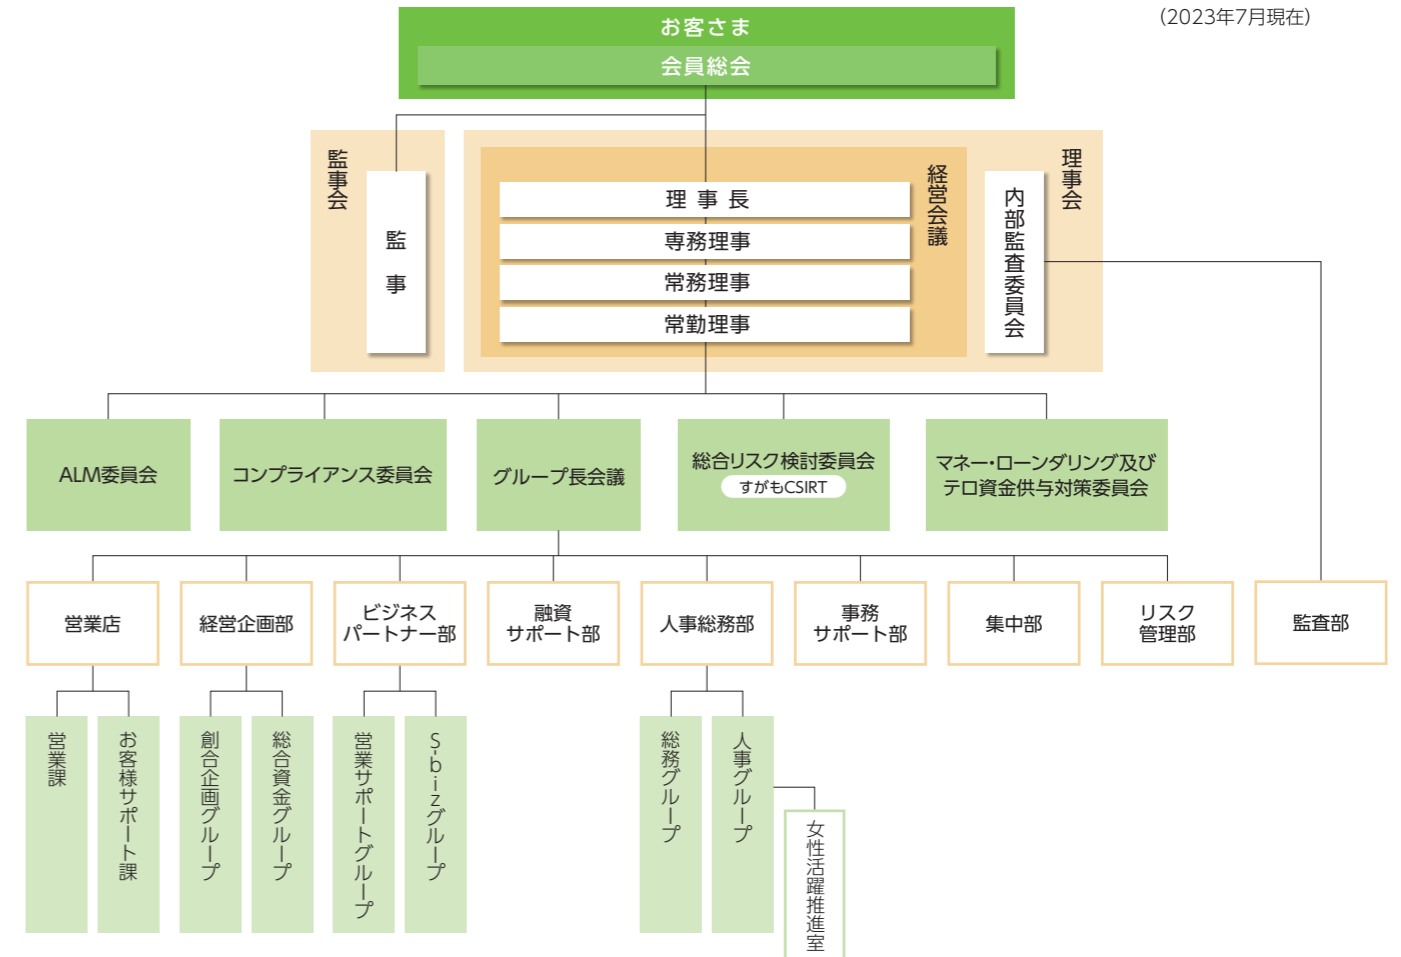 （2023年7月現在）
お客さま
会員総会
監事会
監事
理事会
経営会議
理事長
専務理事
常務理事
常勤理事
内部監査委員会
ALM委員会
コンプライアンス委員会
グループ長会議
総合リスク検討委員会
すがもCSIRT
マネー・ローンダリング及び
テロ資金供与対策委員会
営業店
経営企画部
ビジネス
パートナー部
融資
サポート部
人事総務部
事務
サポート部
集中部
リスク
管理部
監査部
営業課
お客様サポート課
創合企画グループ
総合資金グループ
営業サポートグループ
S-bizグループ
総務グループ
人事グループ
女性活躍推進室